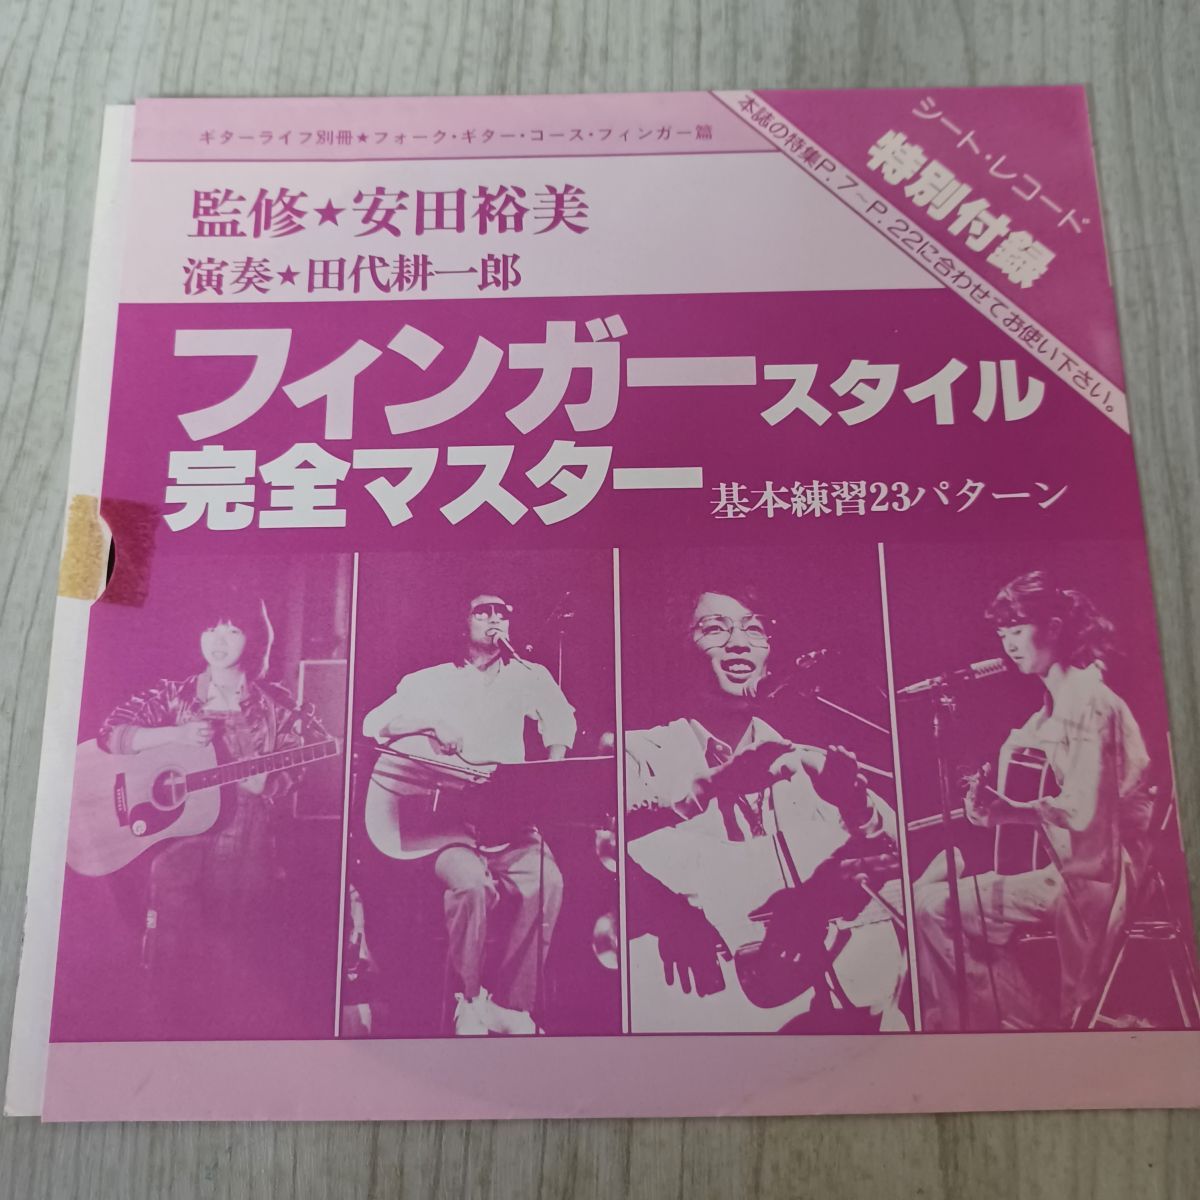 ギターライフ別冊★フォーク・ギター・コース・フィンガー篇
監修★安田裕美
演奏★田代耕一郎
シート・レコード
特別付録
本誌の特集P.7~P.22に合わせてお使い下さい。
フィンガースタイル
完全マスター 基本練習23パターン